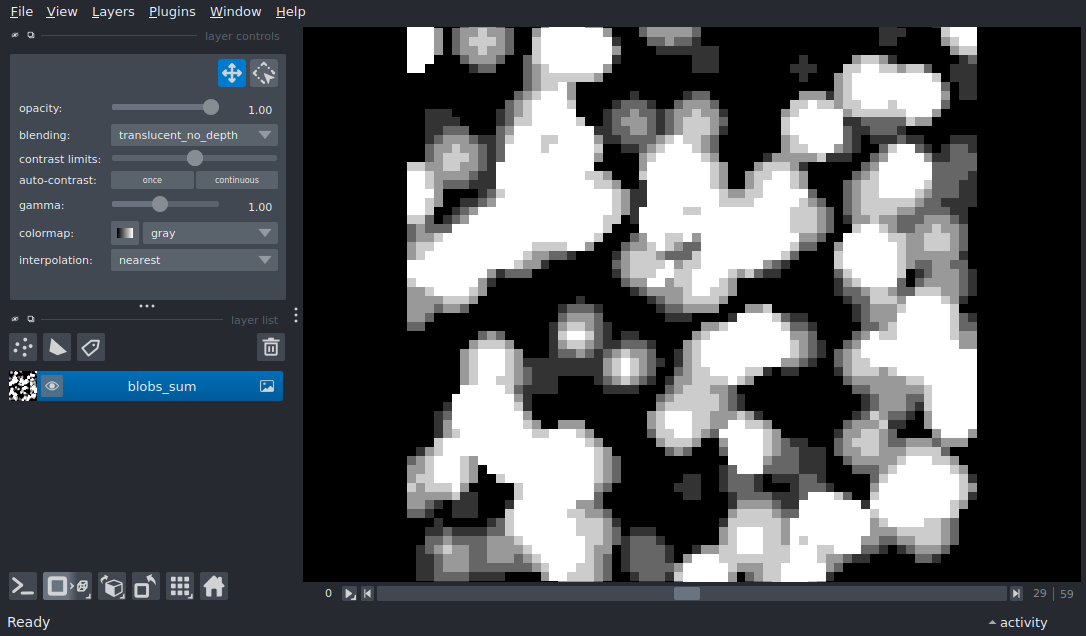 File View Layers Plugins Window Help
layer controls
opacity: 1.00
blending: translucent_no_depth
contrast limits:
auto-contrast: once continuous
gamma: 1.00
colormap: gray
interpolation: nearest
layer list
blobs_sum
0 29 59
Ready activity